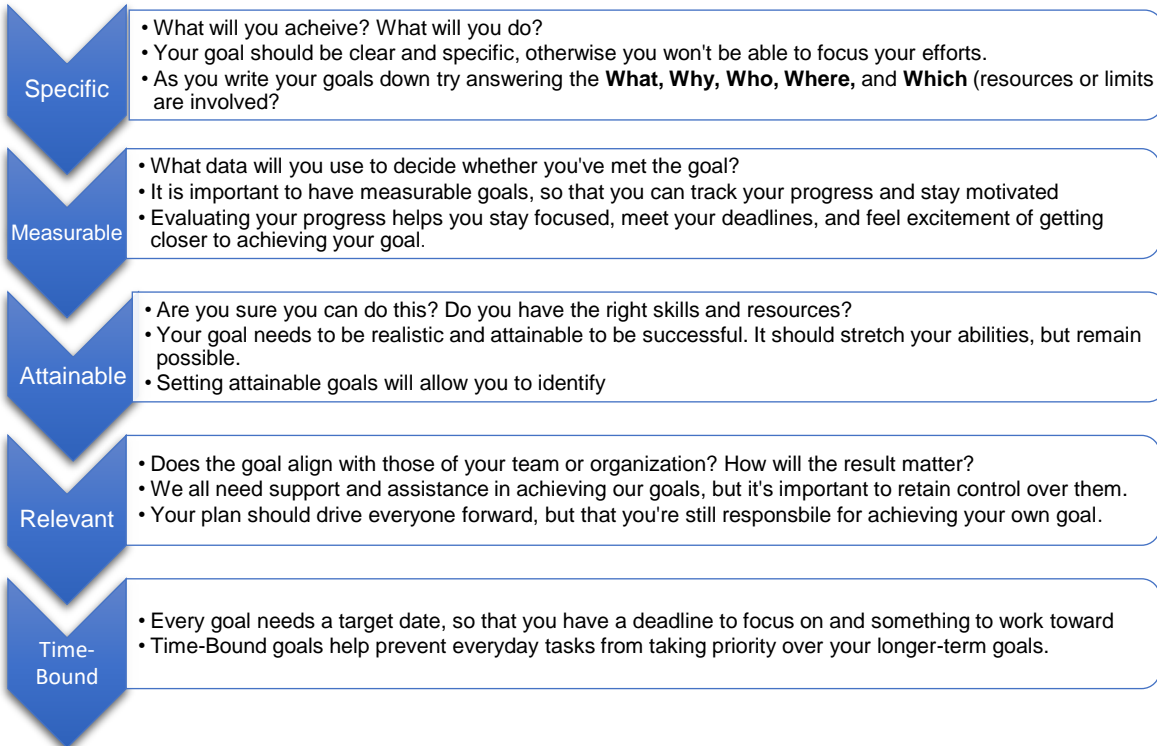 Specific
• What will you acheive? What will you do?
• Your goal should be clear and specific, otherwise you won't be able to focus your efforts.
• As you write your goals down try answering the What, Why, Who, Where, and Which (resources or limits
are involved?
Measurable
• What data will you use to decide whether you've met the goal?
• It is important to have measurable goals, so that you can track your progress and stay motivated
• Evaluating your progress helps you stay focused, meet your deadlines, and feel excitement of getting
closer to achieving your goal.
Attainable
• Are you sure you can do this? Do you have the right skills and resources?
• Your goal needs to be realistic and attainable to be successful. It should stretch your abilities, but remain
possible.
• Setting attainable goals will allow you to identify
Relevant
• Does the goal align with those of your team or organization? How will the result matter?
• We all need support and assistance in achieving our goals, but it's important to retain control over them.
• Your plan should drive everyone forward, but that you're still responsbile for achieving your own goal.
Time-
Bound
• Every goal needs a target date, so that you have a deadline to focus on and something to work toward
• Time-Bound goals help prevent everyday tasks from taking priority over your longer-term goals.